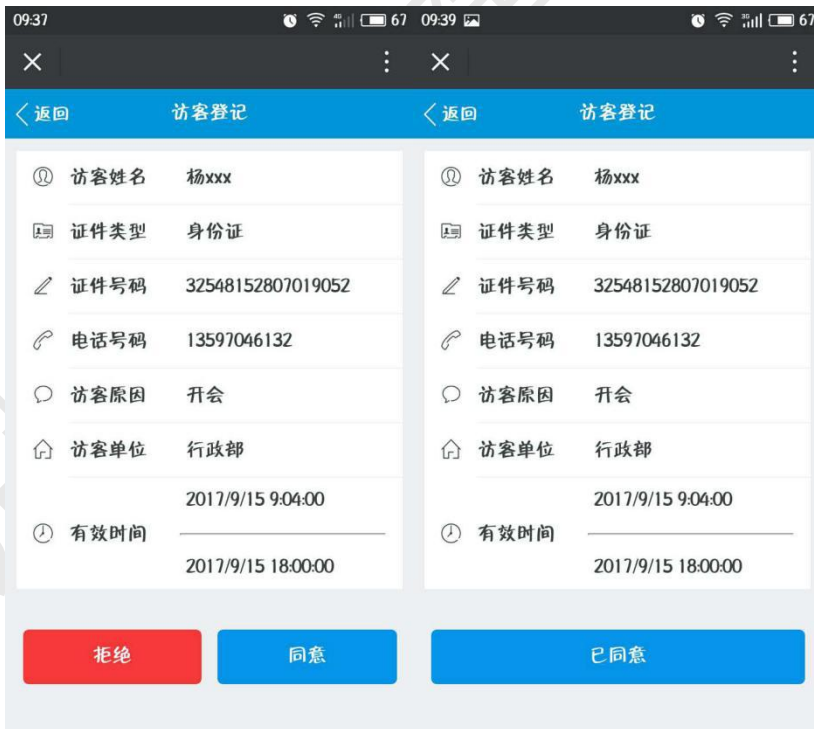 09:37
67
返回
访客登记
访客姓名 杨xxx
证件类型 身份证
证件号码 32548152807019052
电话号码 13597046132
访客原因 开会
访客单位 行政部
有效时间
2017/9/15 9:04:00
2017/9/15 18:00:00
拒绝 同意
09:39
67
返回
访客登记
访客姓名 杨xxx
证件类型 身份证
证件号码 32548152807019052
电话号码 13597046132
访客原因 开会
访客单位 行政部
有效时间
2017/9/15 9:04:00
2017/9/15 18:00:00
已同意